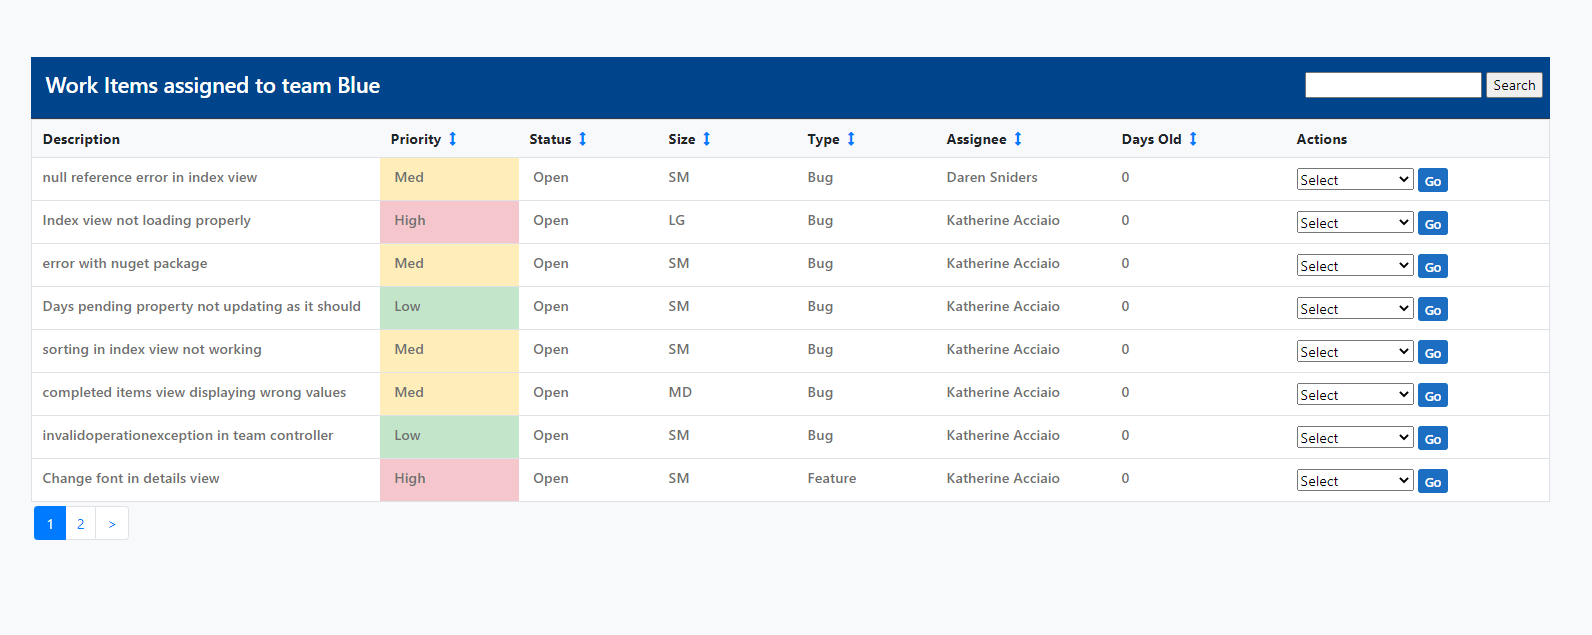 Work Items assigned to team Blue Search
Description Priority Status Size Type Assignee Days Old Actions
null reference error in index view Med Open SM Bug Daren Sniders 0 Select Go
Index view not loading properly High Open LG Bug Katherine Acciaio 0 Select Go
error with nuget package Med Open SM Bug Katherine Acciaio 0 Select Go
Days pending property not updating as it should Low Open SM Bug Katherine Acciaio 0 Select Go
sorting in index view not working Med Open SM Bug Katherine Acciaio 0 Select Go
completed items view displaying wrong values Med Open MD Bug Katherine Acciaio 0 Select Go
invalidoperationexception in team controller Low Open SM Bug Katherine Acciaio 0 Select Go
Change font in details view High Open SM Feature Katherine Acciaio 0 Select Go
1 2 >